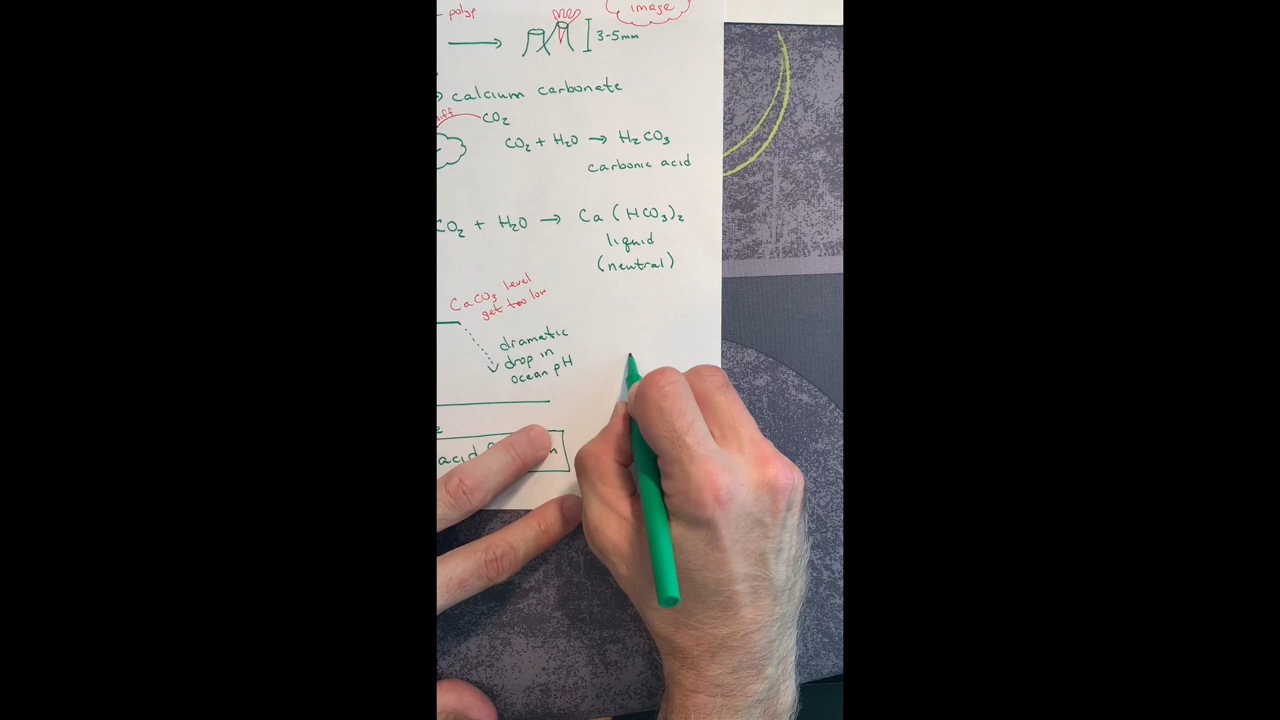 polyp
image
3-5mm
calcium carbonate
diff
CO₂
CO₂ + H₂O → H₂CO₃
carbonic acid
CO₂ + H₂O → Ca(HCO₃)₂
liquid
(neutral)
CaCO₃ level
get too low
dramatic
drop in
ocean pH
acid